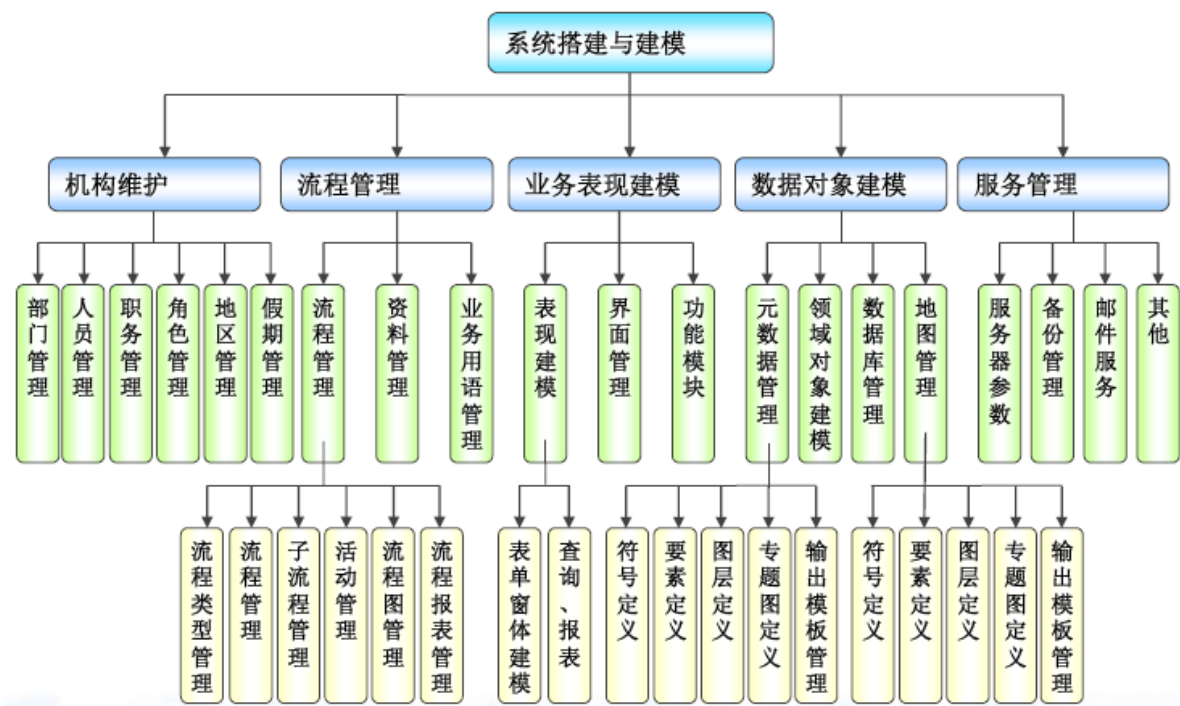 系统搭建与建模
机构维护
流程管理
业务表现建模
数据对象建模
服务管理
部门管理
人员管理
职务管理
角色管理
地区管理
假期管理
流程管理
资料管理
业务用语管理
表现建模
界面管理
功能模块
元数据管理
领域对象建模
数据库管理
地图管理
服务器参数
备份管理
邮件服务
其他
流程类型管理
流程管理
子流程管理
活动管理
流程图管理
流程报表管理
表单窗体建模
查询、报表
符号定义
要素定义
图层定义
专题图定义
输出模板管理
符号定义
要素定义
图层定义
专题图定义
输出模板管理